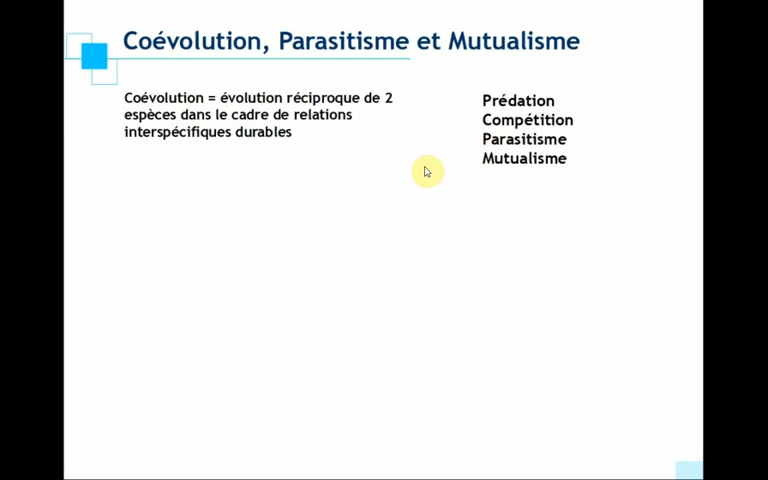 Coévolution, Parasitisme et Mutualisme
Coévolution = évolution réciproque de 2
espèces dans le cadre de relations
interspécifiques durables
Prédation
Compétition
Parasitisme
Mutualisme